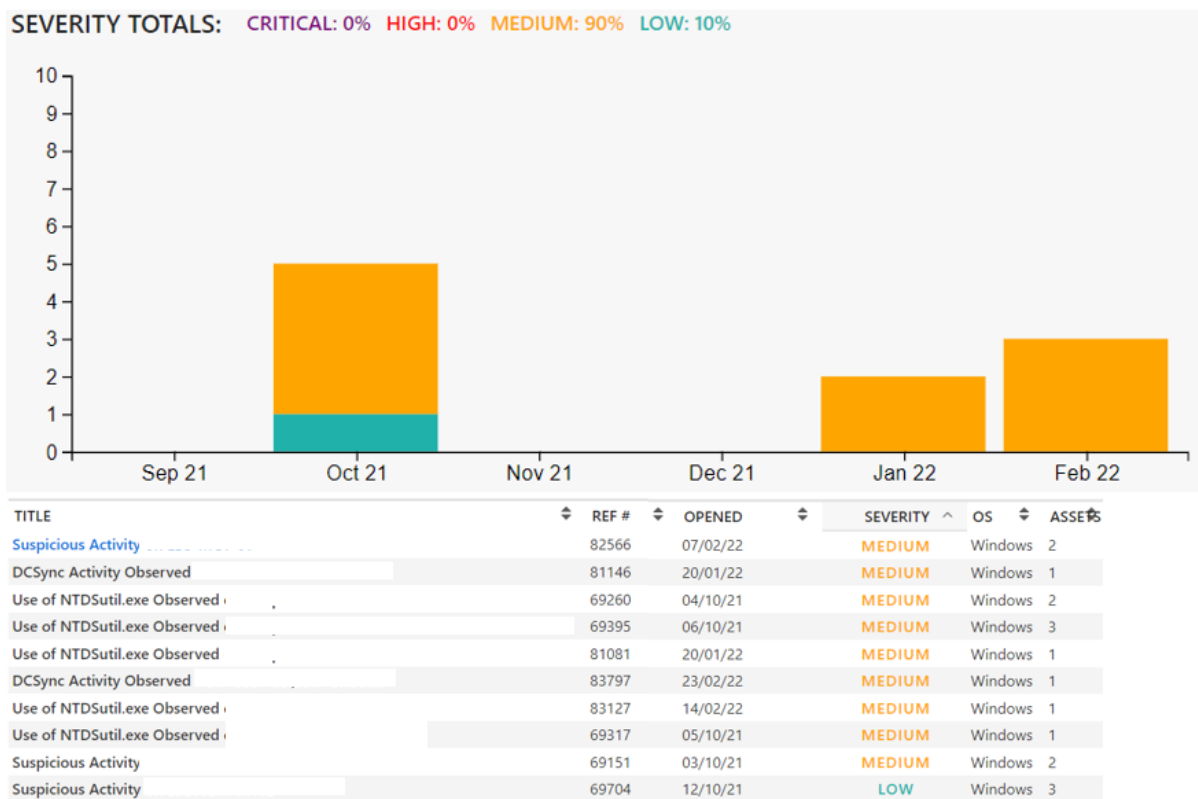 SEVERITY TOTALS: CRITICAL: 0% HIGH: 0% MEDIUM: 90% LOW: 10%
10
9
8
7
6
5
4
3
2
1
0
Sep 21 Oct 21 Nov 21 Dec 21 Jan 22 Feb 22
TITLE REF # OPENED SEVERITY OS ASSETS
Suspicious Activity 82566 07/02/22 MEDIUM Windows 2
DCSync Activity Observed 81146 20/01/22 MEDIUM Windows 1
Use of NTDSutil.exe Observed 69260 04/10/21 MEDIUM Windows 2
Use of NTDSutil.exe Observed 69395 06/10/21 MEDIUM Windows 3
Use of NTDSutil.exe Observed 81081 20/01/22 MEDIUM Windows 1
DCSync Activity Observed 83797 23/02/22 MEDIUM Windows 1
Use of NTDSutil.exe Observed 83127 14/02/22 MEDIUM Windows 1
Use of NTDSutil.exe Observed 69317 05/10/21 MEDIUM Windows 1
Suspicious Activity 69151 03/10/21 MEDIUM Windows 2
Suspicious Activity 69704 12/10/21 LOW Windows 3